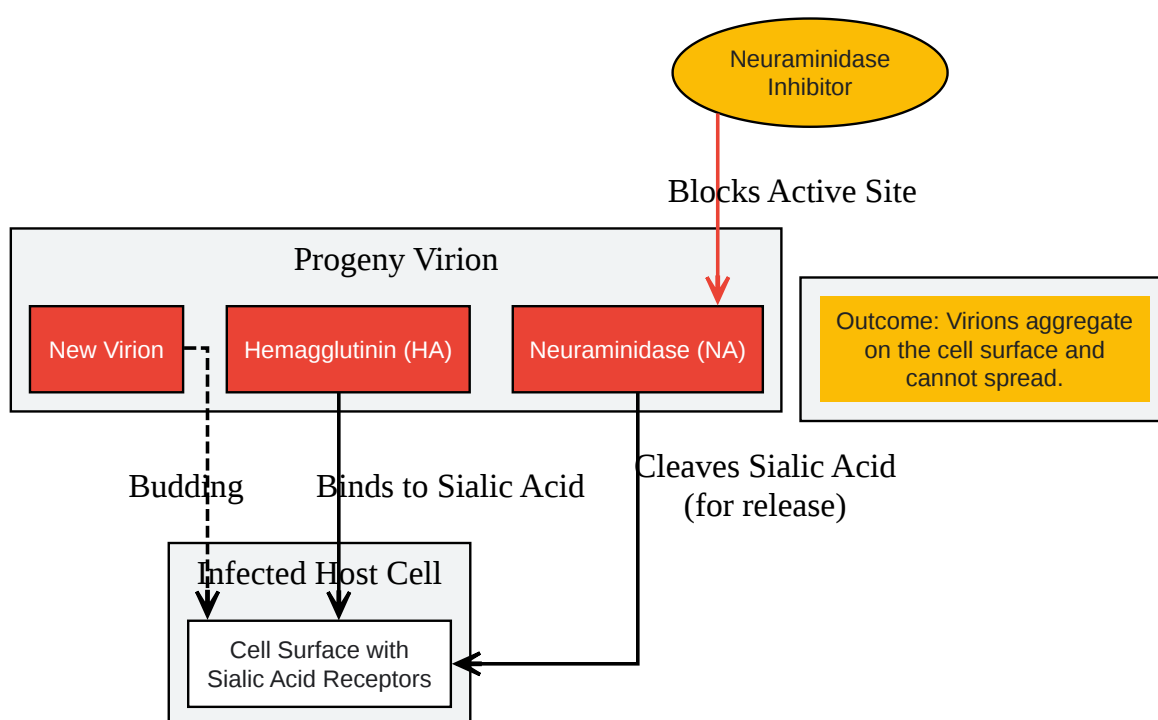 Neuraminidase
Inhibitor
Blocks Active Site
Progeny Virion
New Virion
Hemagglutinin (HA)
Neuraminidase (NA)
Outcome: Virions aggregate
on the cell surface and
cannot spread.
Budding
Binds to Sialic Acid
Cleaves Sialic Acid
(for release)
Infected Host Cell
Cell Surface with
Sialic Acid Receptors